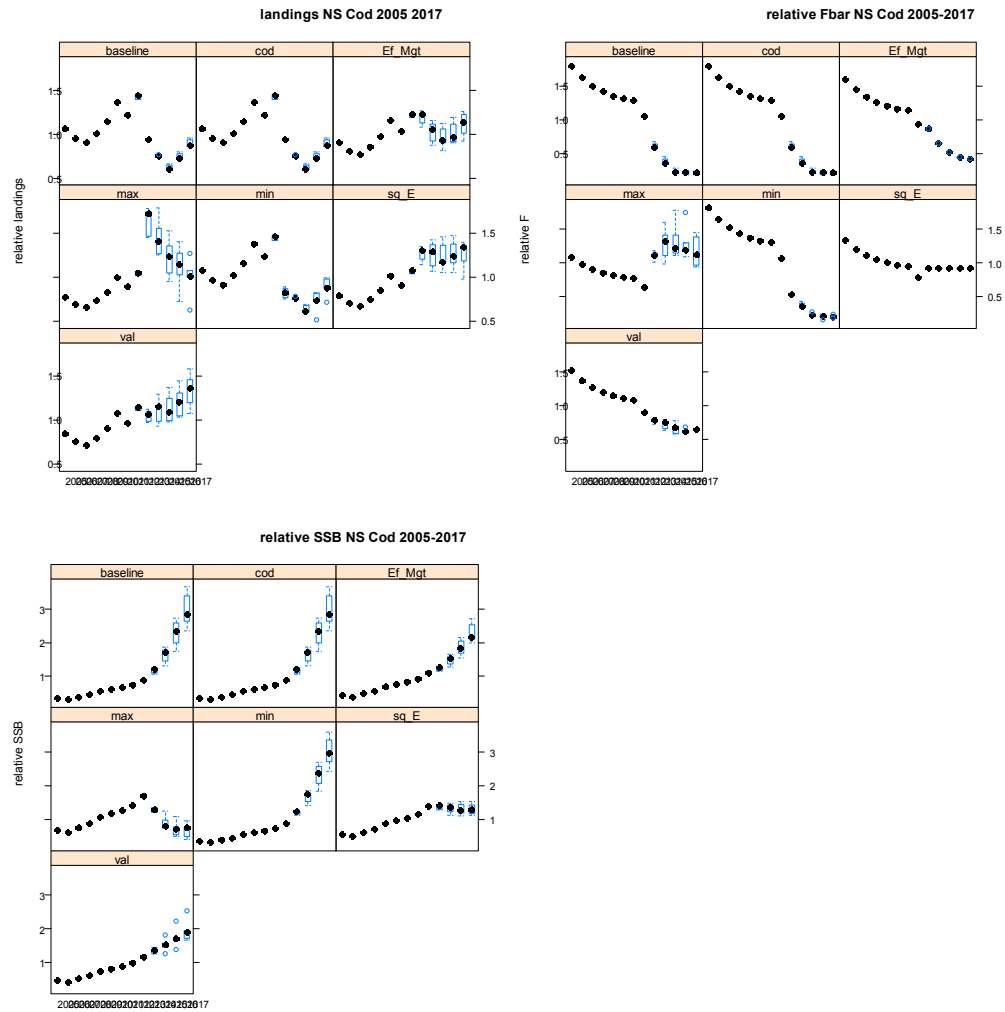 landings NS Cod 2005 2017
baseline cod Ef_Mgt
1.5
1.0
0.5
max min sq_E
1.5
1.0
0.5
val
1.5
1.0
0.5
relative landings
relative Fbar NS Cod 2005-2017
baseline cod Ef_Mgt
1.5
1.0
0.5
max min sq_E
1.5
1.0
0.5
val
1.5
1.0
0.5
relative F
relative SSB NS Cod 2005-2017
baseline cod Ef_Mgt
3
2
1
max min sq_E
3
2
1
val
3
2
1
relative SSB